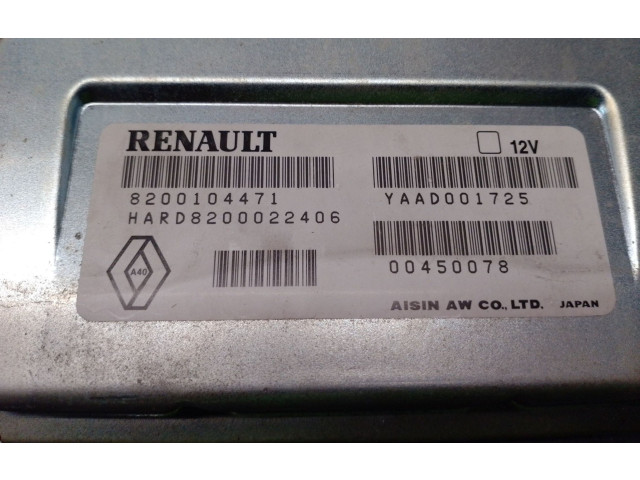 RENAULT
12V
8200104471
YAAD001725
HARD8200022406
00450078
A40
AISIN AW CO., LTD. JAPAN